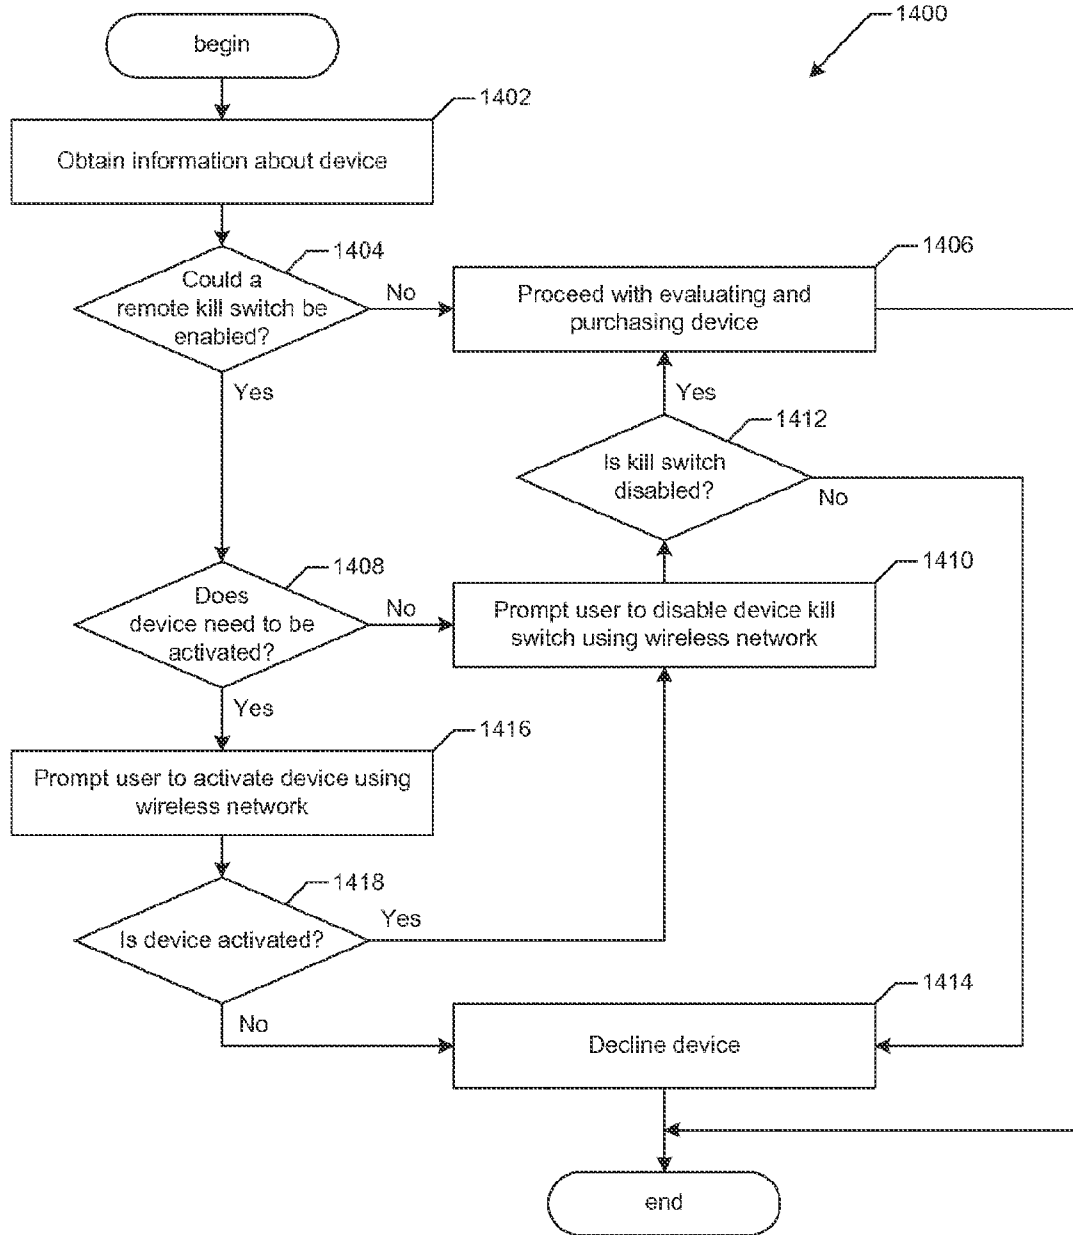 1400
begin
1402
Obtain information about device
1404
Could a
remote kill switch be
enabled?
No
Yes
1406
Proceed with evaluating and
purchasing device
Yes
1412
Is kill switch
disabled?
No
1408
Does
device need to be
activated?
No
Yes
1410
Prompt user to disable device kill
switch using wireless network
1416
Prompt user to activate device using
wireless network
1418
Is device activated?
Yes
No
1414
Decline device
end